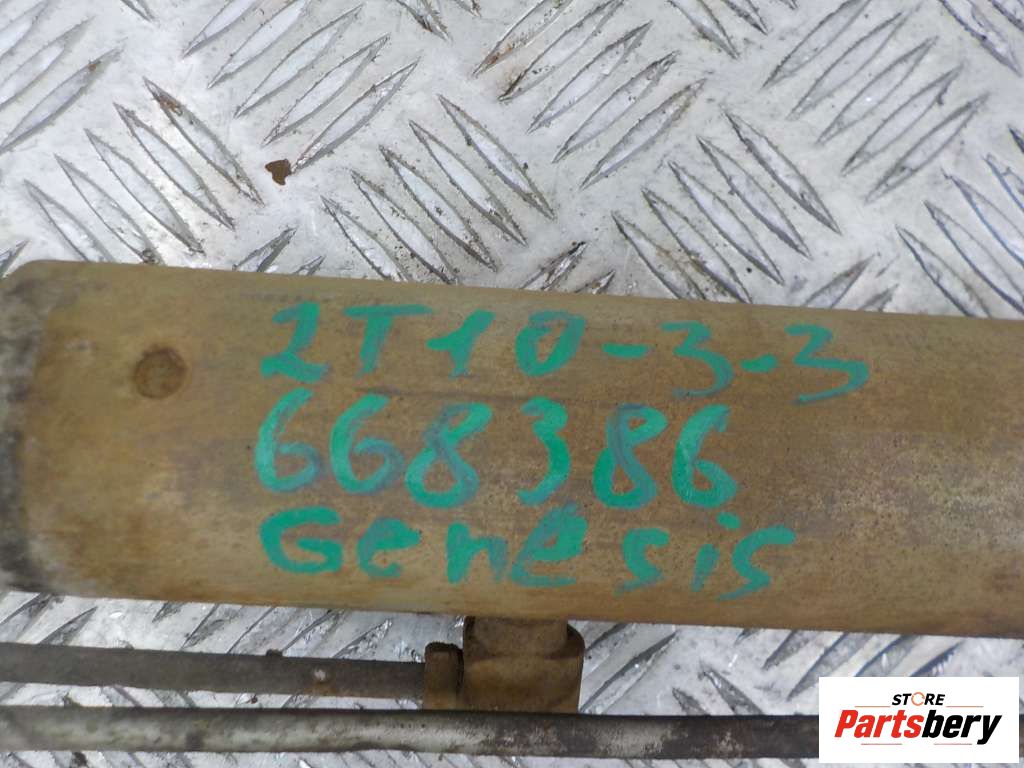 2T10-3-3
668386
Genesis
STORE
Partsbery